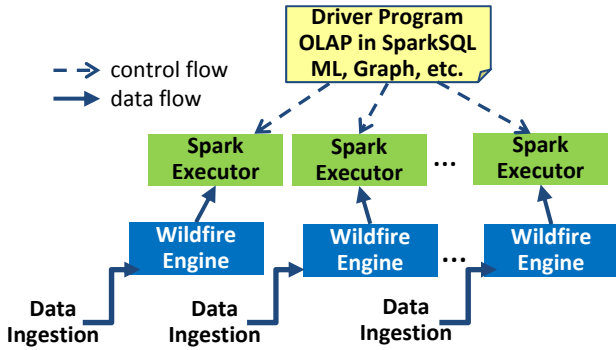 Driver Program
OLAP in SparkSQL
ML, Graph, etc.
control flow
data flow
Spark
Executor
Spark
Executor
...
Spark
Executor
Wildfire
Engine
Wildfire
Engine
...
Wildfire
Engine
Data
Ingestion
Data
Ingestion
Data
Ingestion